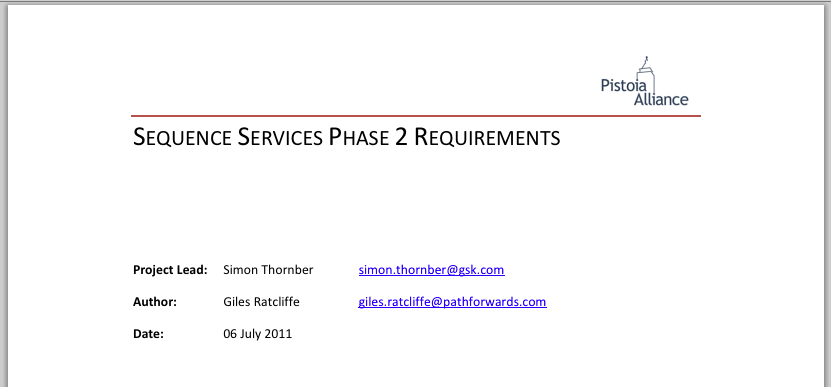 Pistoia
Alliance
SEQUENCE SERVICES PHASE 2 REQUIREMENTS
Project Lead: Simon Thornber simon.thornber@gsk.com
Author: Giles Ratcliffe giles.ratcliffe@pathforwards.com
Date: 06 July 2011